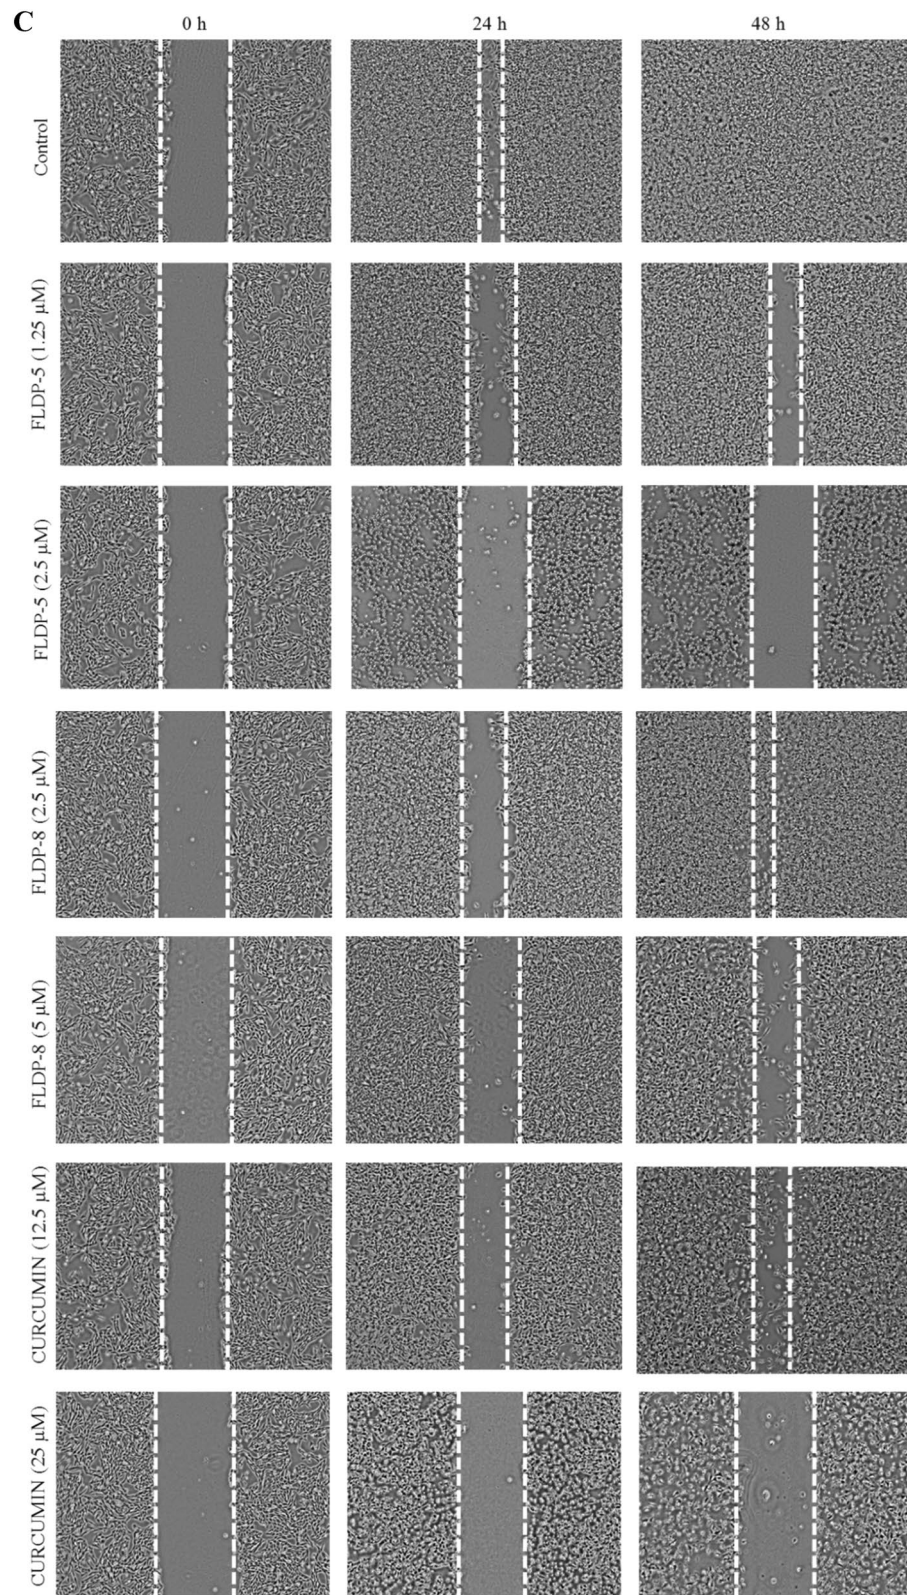 C
0 h 24 h 48 h
Control
FLDP-5 (1.25 µM)
FLDP-5 (2.5 µM)
FLDP-8 (2.5 µM)
FLDP-8 (5 µM)
CURCUMIN (12.5 µM)
CURCUMIN (25 µM)